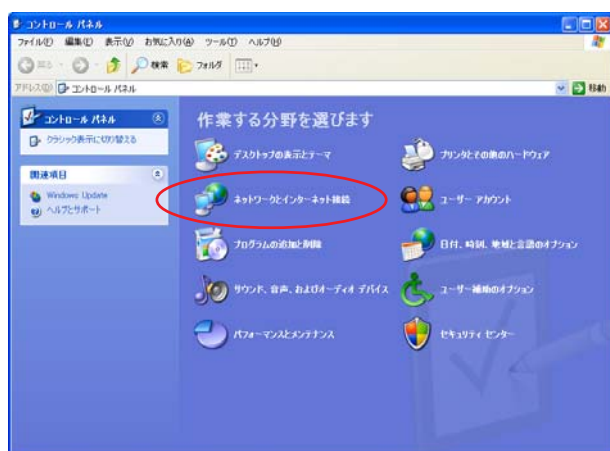 コントロール パネル
ファイル(F) 編集(E) 表示(V) お気に入り(A) ツール(T) ヘルプ(H)
戻る 検索 フォルダ
アドレス(D) コントロール パネル 移動
コントロール パネル
クラシック表示に切り替える
関連項目
Windows Update
ヘルプとサポート
作業する分野を選びます
デスクトップの表示とテーマ
プリンタとその他のハードウェア
ネットワークとインターネット接続
ユーザー アカウント
プログラムの追加と削除
日付、時刻、地域と言語のオプション
サウンド、音声、およびオーディオ デバイス
ユーザー補助のオプション
パフォーマンスとメンテナンス
セキュリティ センター